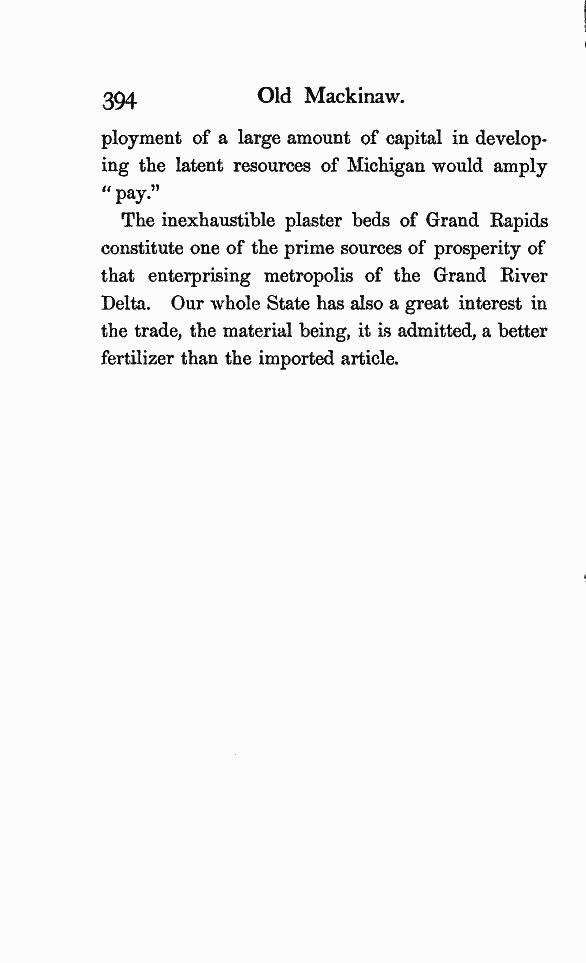 394 Old Mackinaw.
ployment of a large amount of capital in develop-
ing the latent resources of Michigan would amply
“pay.”
The inexhaustible plaster beds of Grand Rapids
constitute one of the prime sources of prosperity of
that enterprising metropolis of the Grand River
Delta. Our whole State has also a great interest in
the trade, the material being, it is admitted, a better
fertilizer than the imported article.